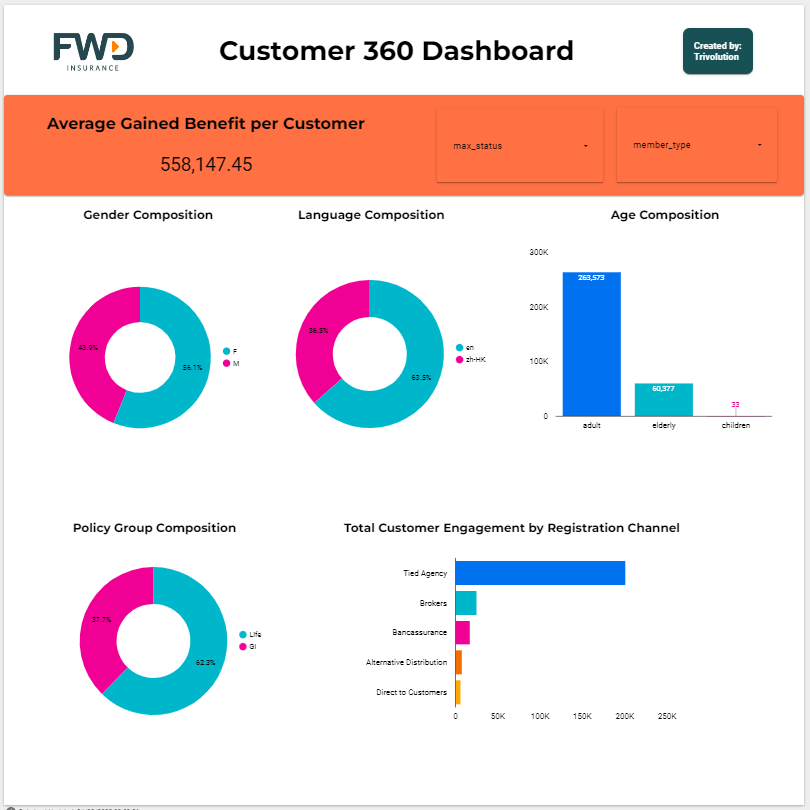 FWD
INSURANCE
Customer 360 Dashboard
Created by:
Trivolution
Average Gained Benefit per Customer
558,147.45
max_status
member_type
Gender Composition
43.9%
56.1%
F
M
Language Composition
36.5%
63.5%
en
zh-HK
Age Composition
300K
200K
100K
0
263,573
60,377
33
adult
elderly
children
Policy Group Composition
37.7%
62.3%
Life
GI
Total Customer Engagement by Registration Channel
Tied Agency
Brokers
Bancassurance
Alternative Distribution
Direct to Customers
0
50K
100K
150K
200K
250K